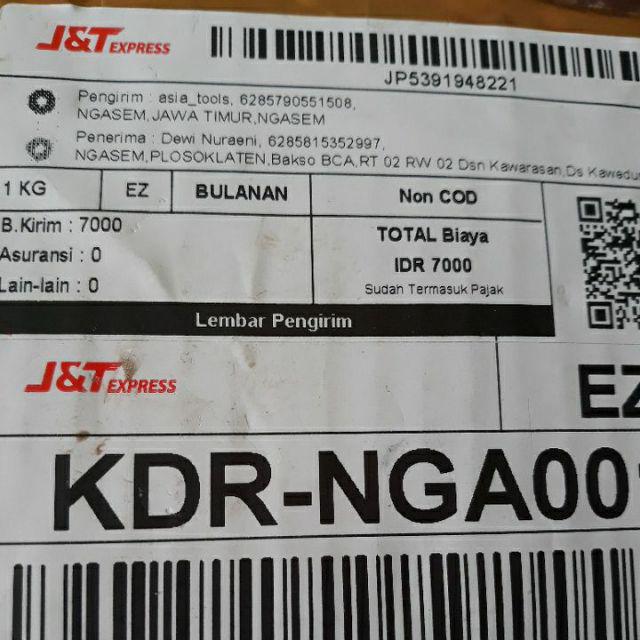 J&T EXPRESS
JP5391948221
Pengirim : asia_tools, 6285790551508,
NGASEM,JAWA TIMUR,NGASEM
Penerima : Dewi Nuraeni, 6285815352997,
NGASEM,PLOSOKLATEN,Bakso BCA,RT 02 RW 02 Dsn Kawarasan,Ds Kawedu
1 KG EZ BULANAN Non COD
B.Kirim : 7000
Asuransi : 0
Lain-lain : 0
TOTAL Biaya
IDR 7000
Sudah Termasuk Pajak
Lembar Pengirim
J&T EXPRESS
EZ
KDR-NGA001